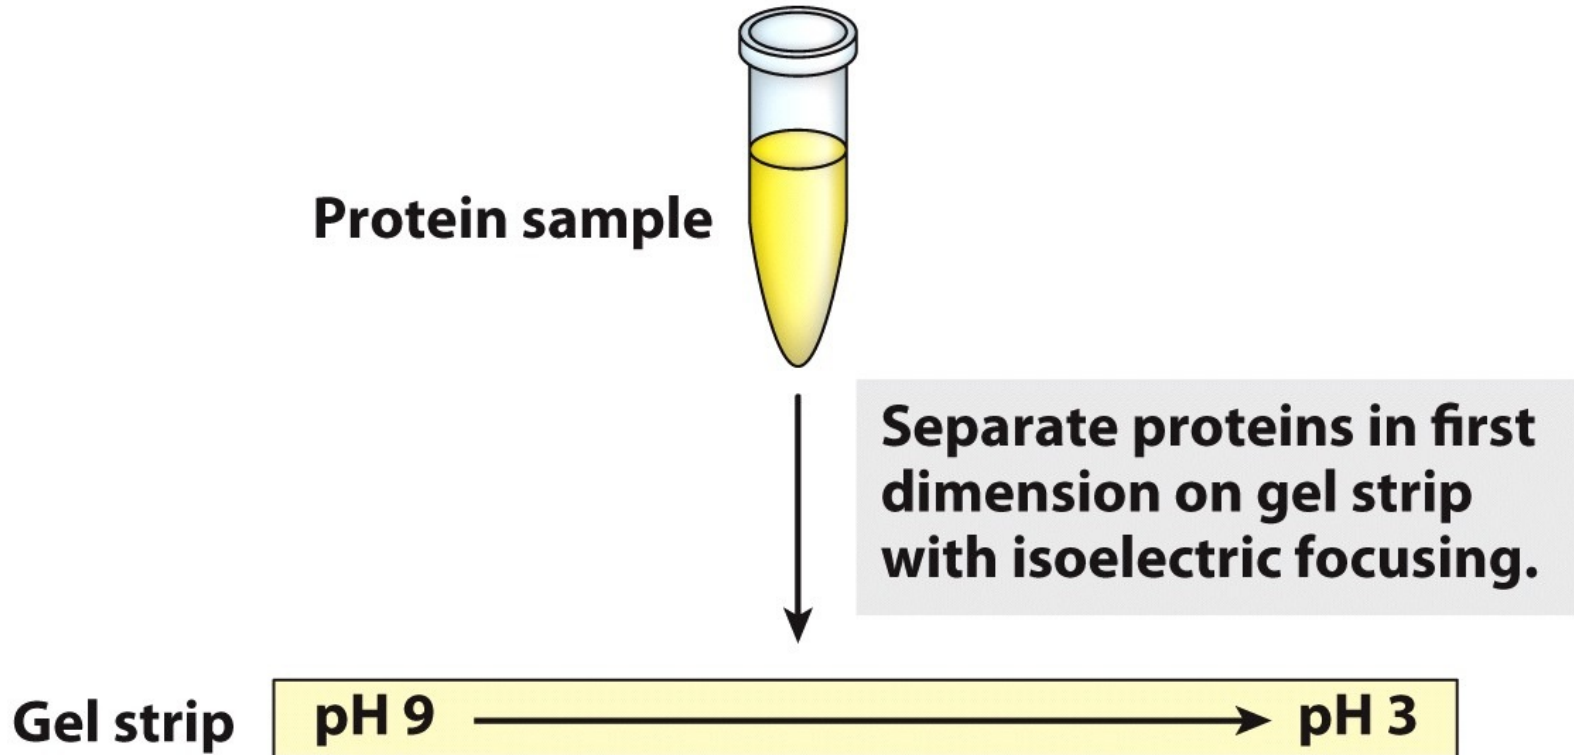 Protein sample
Separate proteins in first
dimension on gel strip
with isoelectric focusing.
Gel strip
pH 9
pH 3